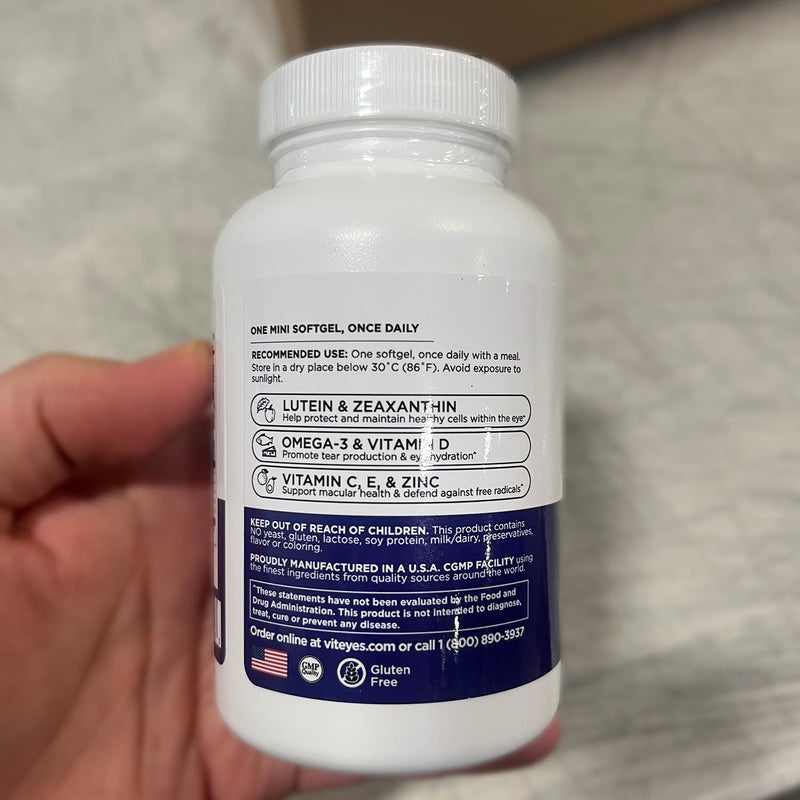 ONE MINI SOFTGEL, ONCE DAILY
RECOMMENDED USE: One softgel, once daily with a meal.
Store in a dry place below 30˚C (86˚F). Avoid exposure to
sunlight.
LUTEIN & ZEAXANTHIN
Help protect and maintain healthy cells within the eye^
OMEGA-3 & VITAMIN D
Promote tear production & eye hydration^
VITAMIN C, E, & ZINC
Support macular health & defend against free radicals^
KEEP OUT OF REACH OF CHILDREN. This product contains
NO yeast, gluten, lactose, soy protein, milk/dairy, preservatives,
flavor or coloring.
PROUDLY MANUFACTURED IN A U.S.A. CGMP FACILITY using
the finest ingredients from quality sources around the world.
^These statements have not been evaluated by the Food and
Drug Administration. This product is not intended to diagnose,
treat, cure or prevent any disease.
Order online at viteyes.com or call 1 (800) 890-3937
GMP
Quality
Gluten
Free